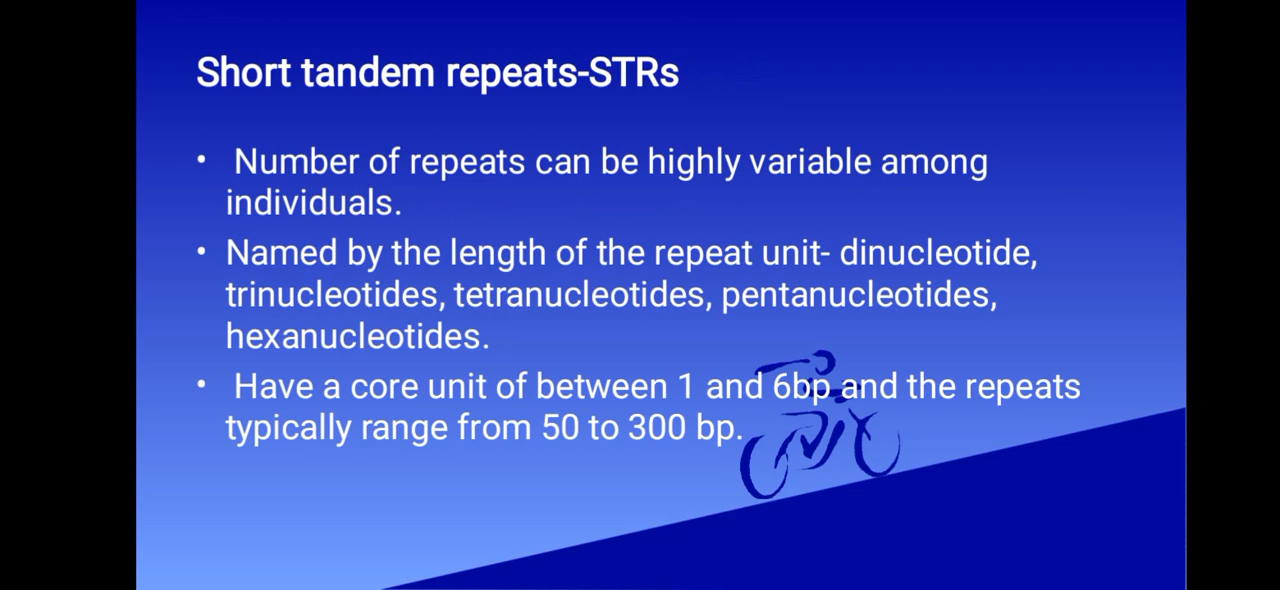 Short tandem repeats-STRs
• Number of repeats can be highly variable among
individuals.
• Named by the length of the repeat unit- dinucleotide,
trinucleotides, tetranucleotides, pentanucleotides,
hexanucleotides.
• Have a core unit of between 1 and 6bp and the repeats
typically range from 50 to 300 bp.